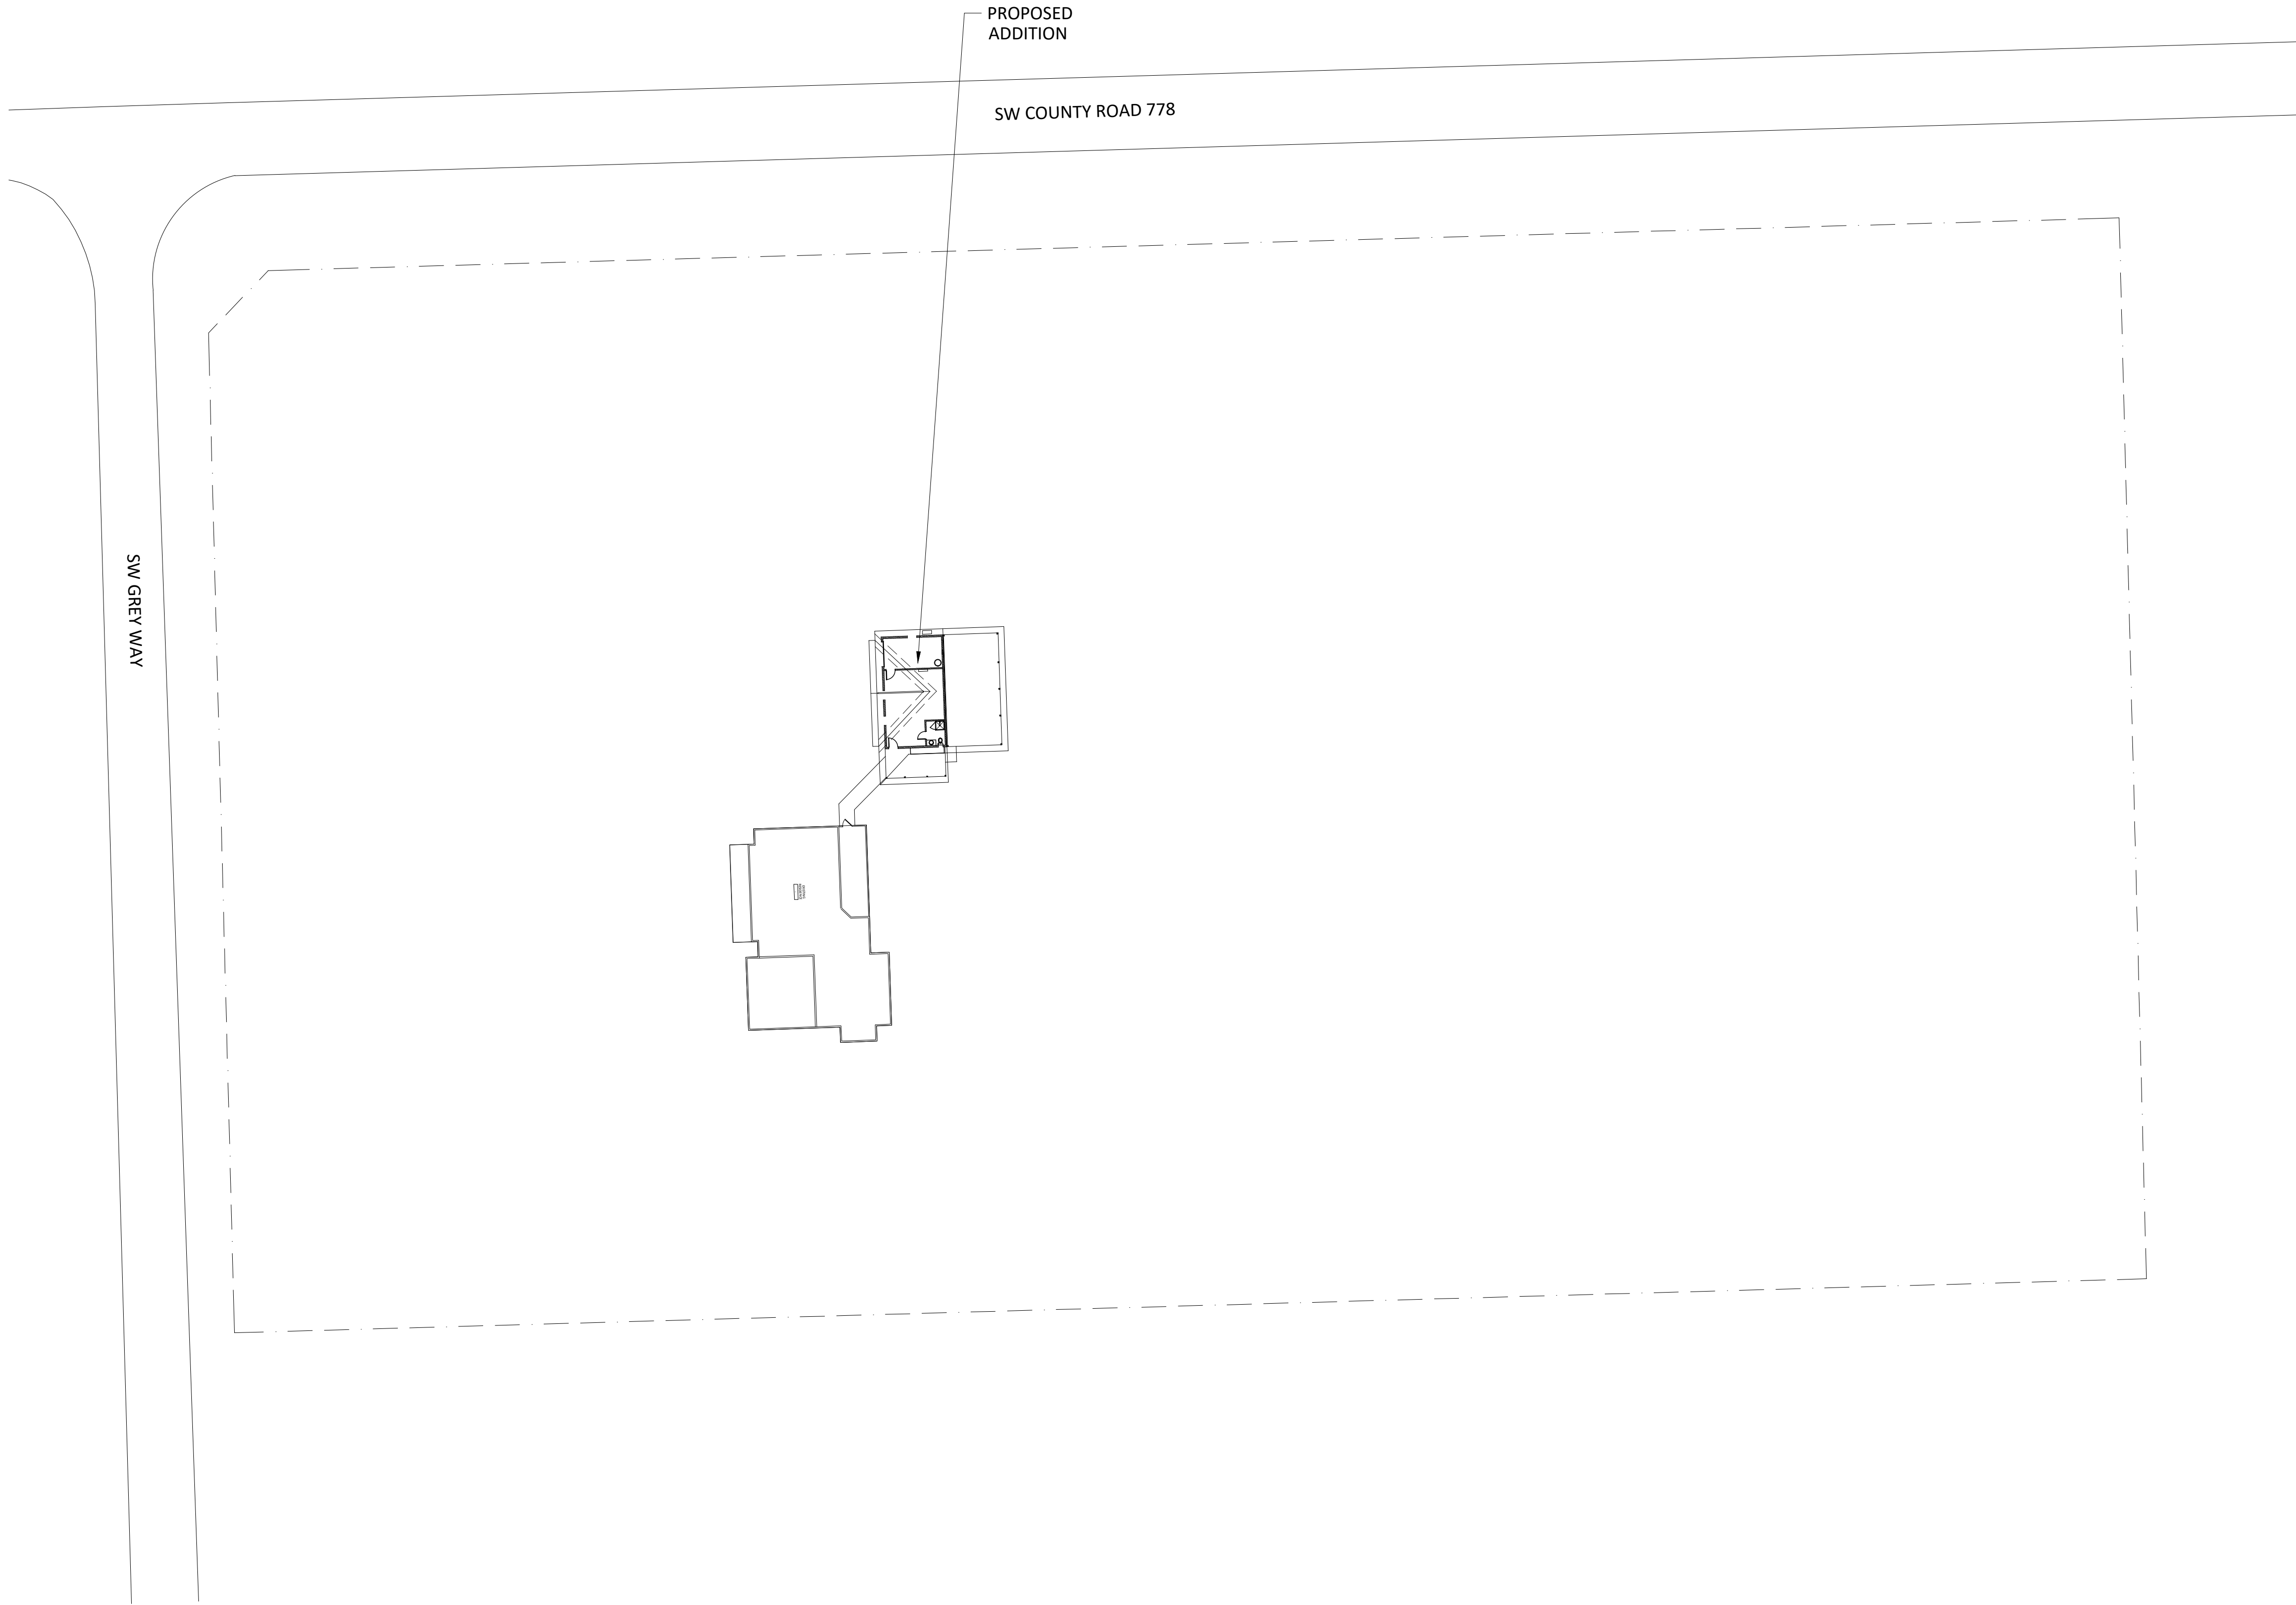 PROPOSED
ADDITION
SW COUNTY ROAD 778
SW GREY WAY